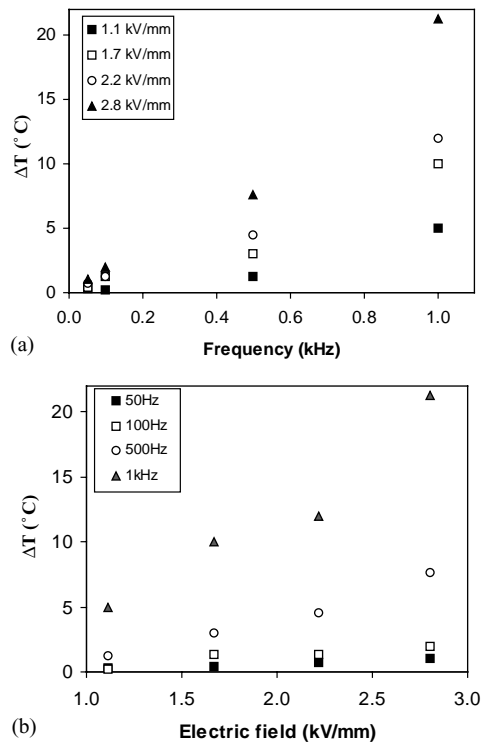 20
15
10
5
0
ΔT (°C)
1.1 kV/mm
1.7 kV/mm
2.2 kV/mm
2.8 kV/mm
0.0 0.2 0.4 0.6 0.8 1.0
(a)
Frequency (kHz)
20
15
10
5
0
ΔT (°C)
50Hz
100Hz
500Hz
1kHz
1.0 1.5 2.0 2.5 3.0
(b)
Electric field (kV/mm)